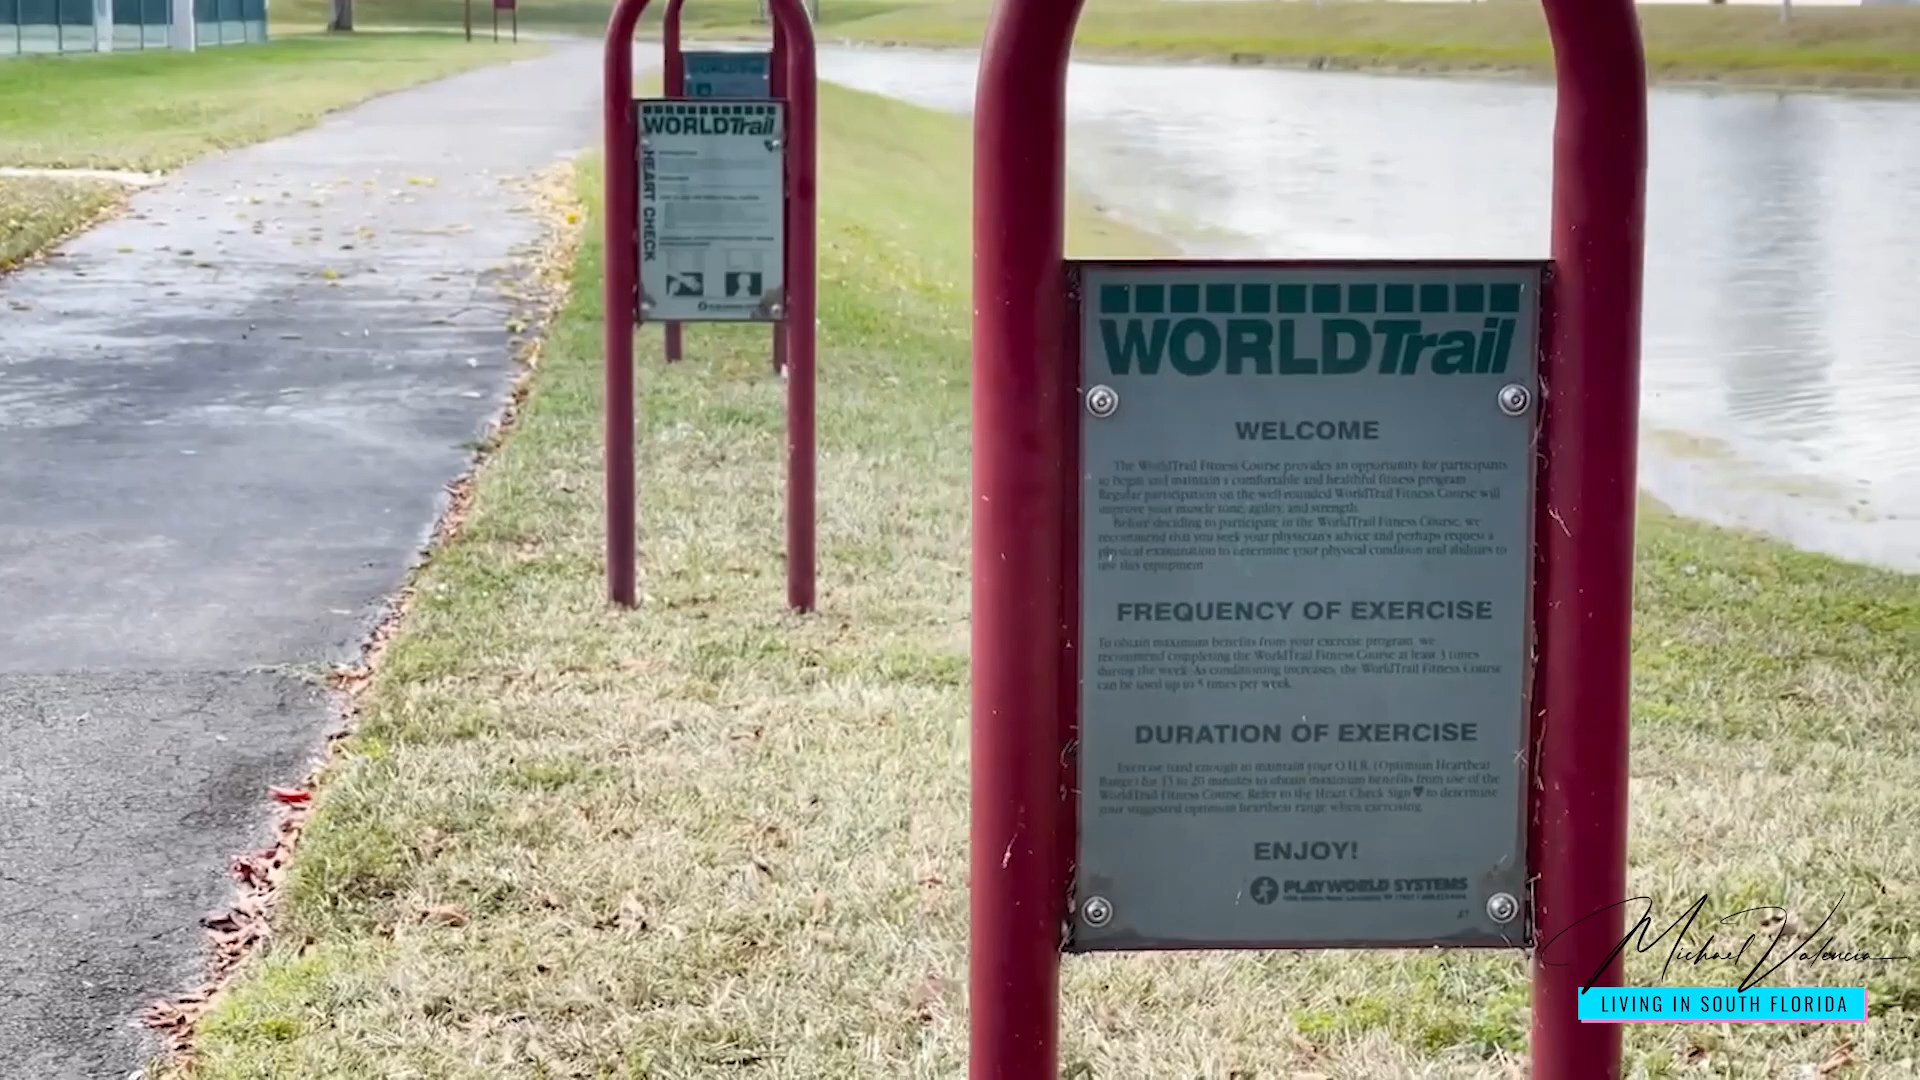 WORLDTrail
WORLDTrail
HEART CHECK
WORLDTrail
WELCOME
The WorldTrail Fitness Course provides an opportunity for participants
to begin and maintain a comfortable and healthful fitness program.
Regular participation on the well-rounded WorldTrail Fitness Course will
improve your muscle tone, agility, and strength.
Before deciding to participate in the WorldTrail Fitness Course, we
recommend that you seek your physician's advice and perhaps request a
physical examination to determine your physical condition and abilities to
use this equipment.
FREQUENCY OF EXERCISE
To obtain maximum benefits from your exercise program, we
recommend completing the WorldTrail Fitness Course at least 3 times
during the week. As conditioning increases, the WorldTrail Fitness Course
can be used up to 5 times per week.
DURATION OF EXERCISE
Exercise hard enough to maintain your O.H.R. (Optimum Heartbeat
Range) for 15 to 20 minutes to obtain maximum benefits from use of the
WorldTrail Fitness Course. Refer to the Heart Check Sign to determine
your suggested optimum heartbeat range when exercising.
ENJOY!
PLAYWORLD SYSTEMS
Michael Valencia
LIVING IN SOUTH FLORIDA